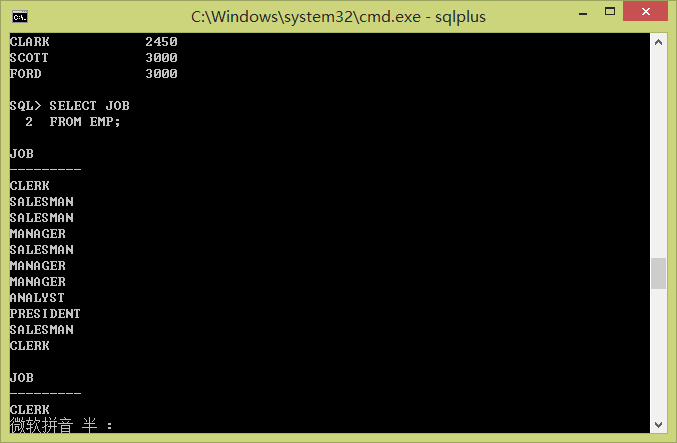 C:\Windows\system32\cmd.exe - sqlplus
CLARK            2450
SCOTT            3000
FORD             3000
SQL> SELECT JOB
  2  FROM EMP;
JOB
---------
CLERK
SALESMAN
SALESMAN
MANAGER
SALESMAN
MANAGER
MANAGER
ANALYST
PRESIDENT
SALESMAN
CLERK
JOB
---------
CLERK
微软拼音 半 :